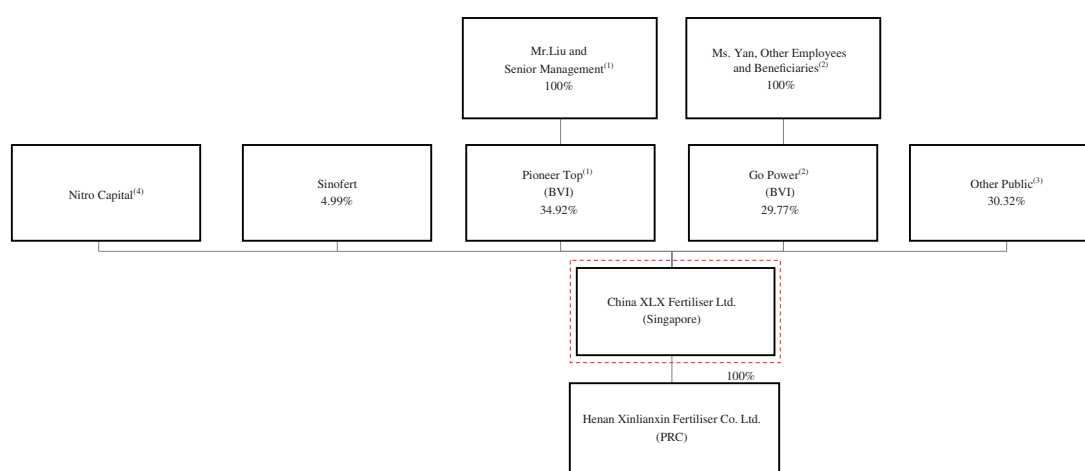 Mr.Liu and
Senior Management(1)
100%
Ms. Yan, Other Employees
and Beneficiaries(2)
100%
Nitro Capital(4)
Sinofert
4.99%
Pioneer Top(1)
(BVI)
34.92%
Go Power(2)
(BVI)
29.77%
Other Public(3)
30.32%
China XLX Fertiliser Ltd.
(Singapore)
100%
Henan Xinlianxin Fertiliser Co. Ltd.
(PRC)